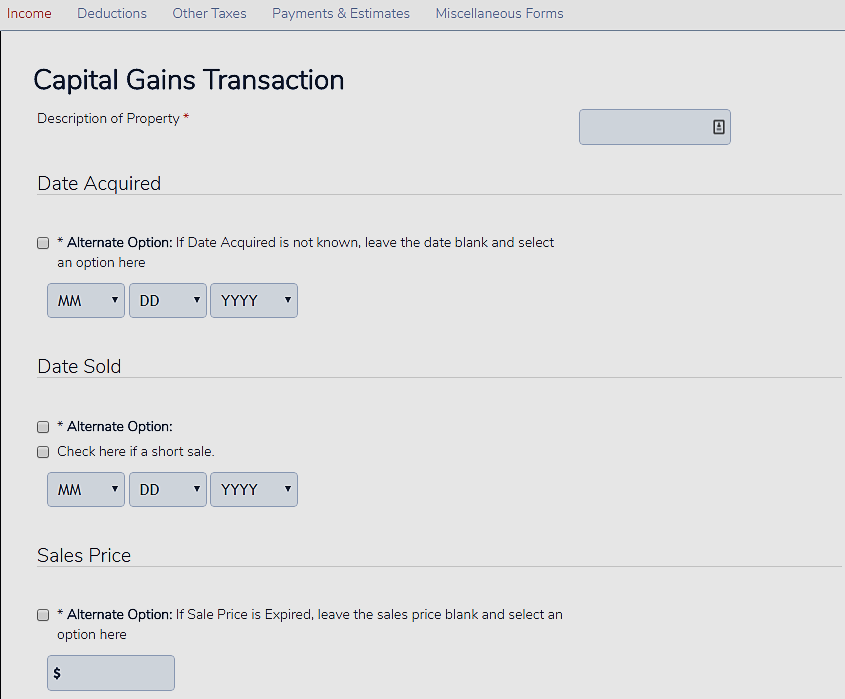 Income Deductions Other Taxes Payments & Estimates Miscellaneous Forms
Capital Gains Transaction
Description of Property *
Date Acquired
* Alternate Option: If Date Acquired is not known, leave the date blank and select
an option here
MM DD YYYY
Date Sold
* Alternate Option:
Check here if a short sale.
MM DD YYYY
Sales Price
* Alternate Option: If Sale Price is Expired, leave the sales price blank and select an
option here
$